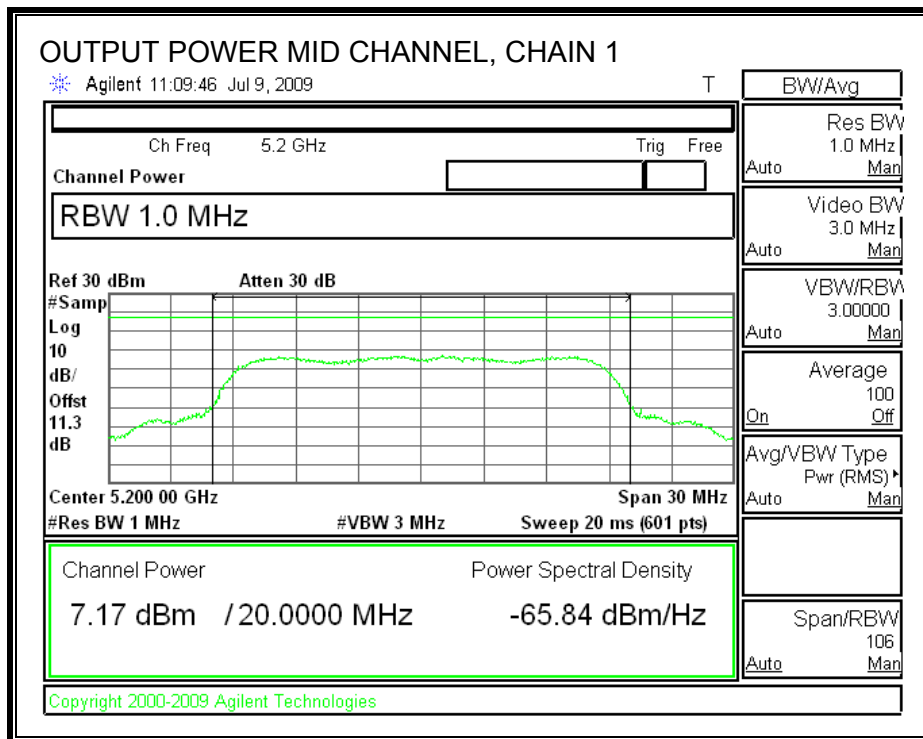 OUTPUT POWER MID CHANNEL, CHAIN 1
Agilent 11:09:46 Jul 9, 2009 T
Ch Freq 5.2 GHz Trig Free
Channel Power
RBW 1.0 MHz
Ref 30 dBm Atten 30 dB
#Samp
Log
10
dB/
Offst
11.3
dB
Center 5.200 00 GHz Span 30 MHz
#Res BW 1 MHz #VBW 3 MHz Sweep 20 ms (601 pts)
Channel Power Power Spectral Density
7.17 dBm / 20.0000 MHz -65.84 dBm/Hz
Copyright 2000-2009 Agilent Technologies
BW/Avg
Res BW
1.0 MHz
Auto Man
Video BW
3.0 MHz
Auto Man
VBW/RBW
3.00000
Auto Man
Average
100
On Off
Avg/VBW Type
Pwr (RMS)
Auto Man
Span/RBW
106
Auto Man